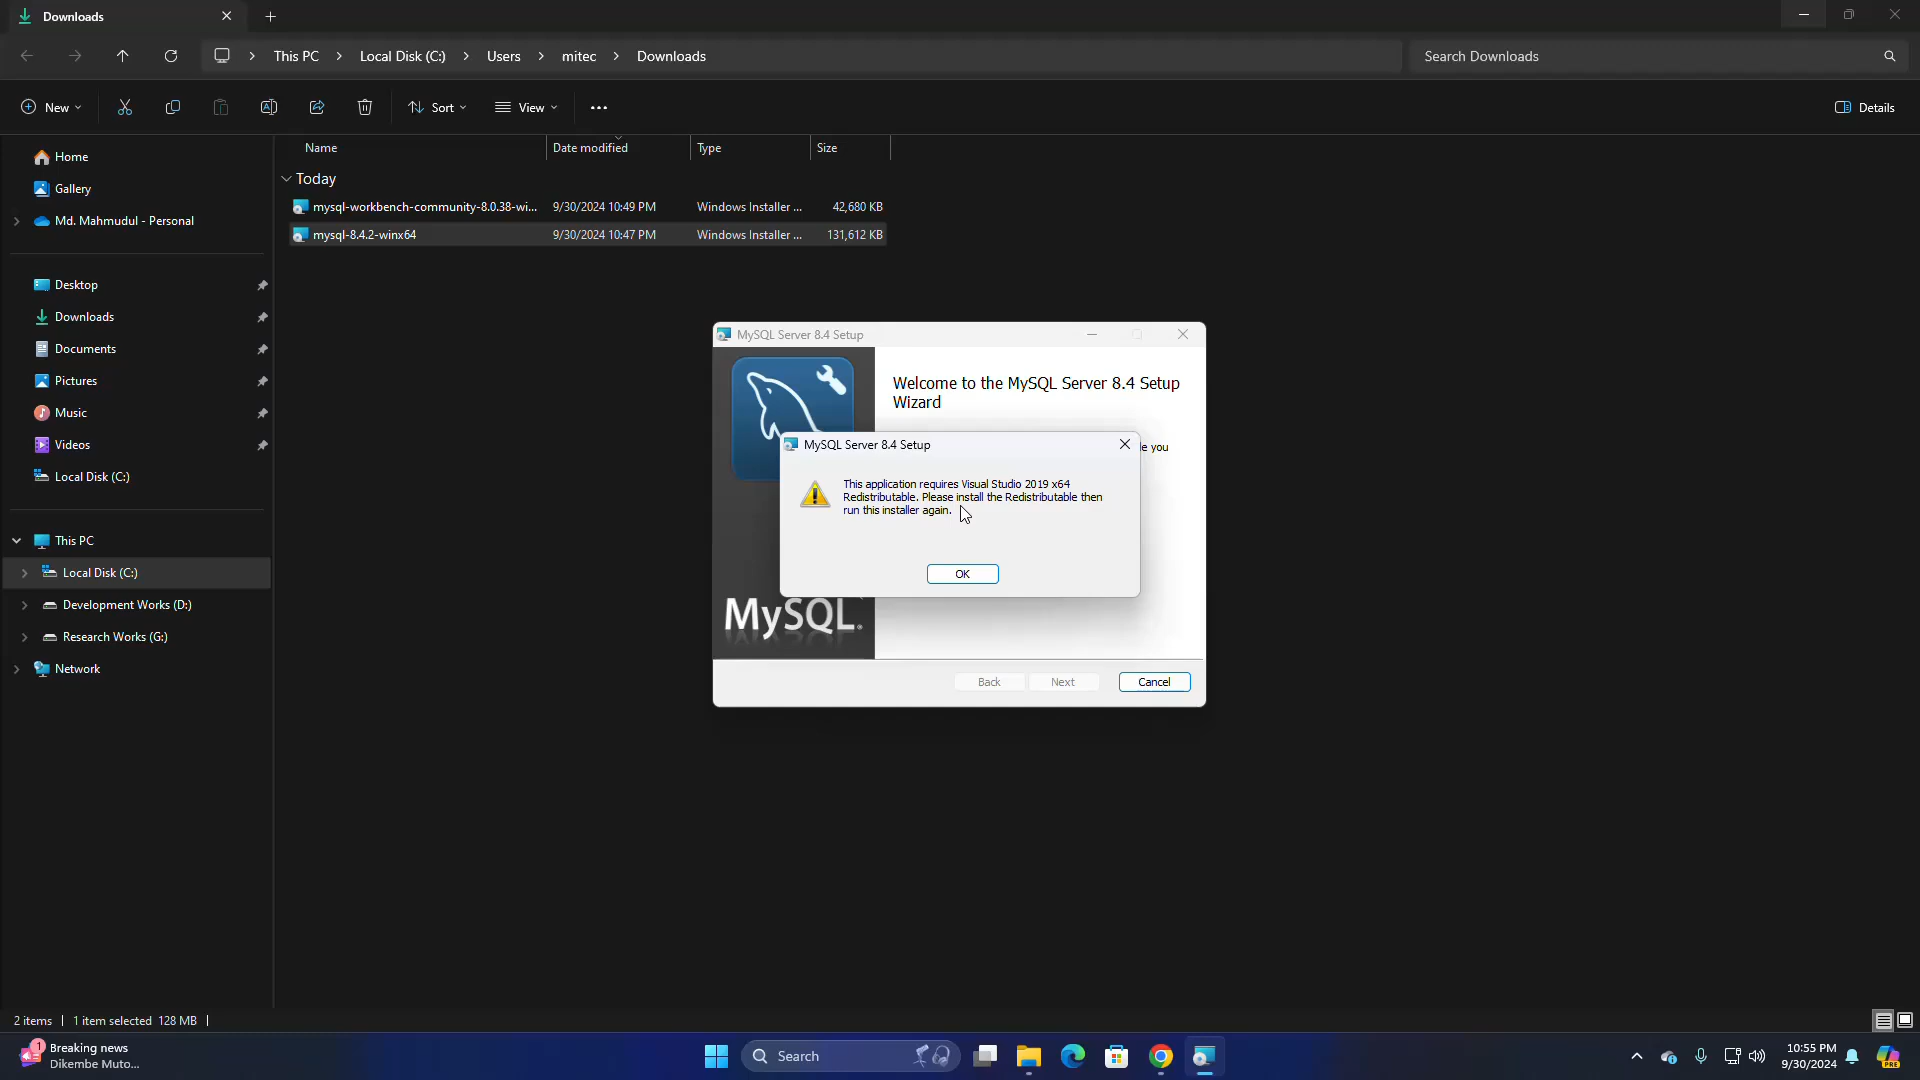 Downloads
This PC
Local Disk (C:)
Users
mitec
Downloads
Search Downloads
New
Sort
View
Details
Home
Gallery
Md. Mahmudul - Personal
Desktop
Downloads
Documents
Pictures
Music
Videos
Local Disk (C:)
This PC
Local Disk (C:)
Development Works (D:)
Research Works (G:)
Network
Name
Date modified
Type
Size
Today
mysql-workbench-community-8.0.38-wi... 9/30/2024 10:49 PM Windows Installer ... 42,680 KB
mysql-8.4.2-winx64 9/30/2024 10:47 PM Windows Installer ... 131,612 KB
MySQL Server 8.4 Setup
Welcome to the MySQL Server 8.4 Setup
Wizard
you
MySQL Server 8.4 Setup
This application requires Visual Studio 2019 x64
Redistributable. Please install the Redistributable then
run this installer again.
OK
MySQL.
Back
Next
Cancel
2 items
1 item selected 128 MB
1
Breaking news
Dikembe Muto...
Search
10:55 PM
9/30/2024
PRE